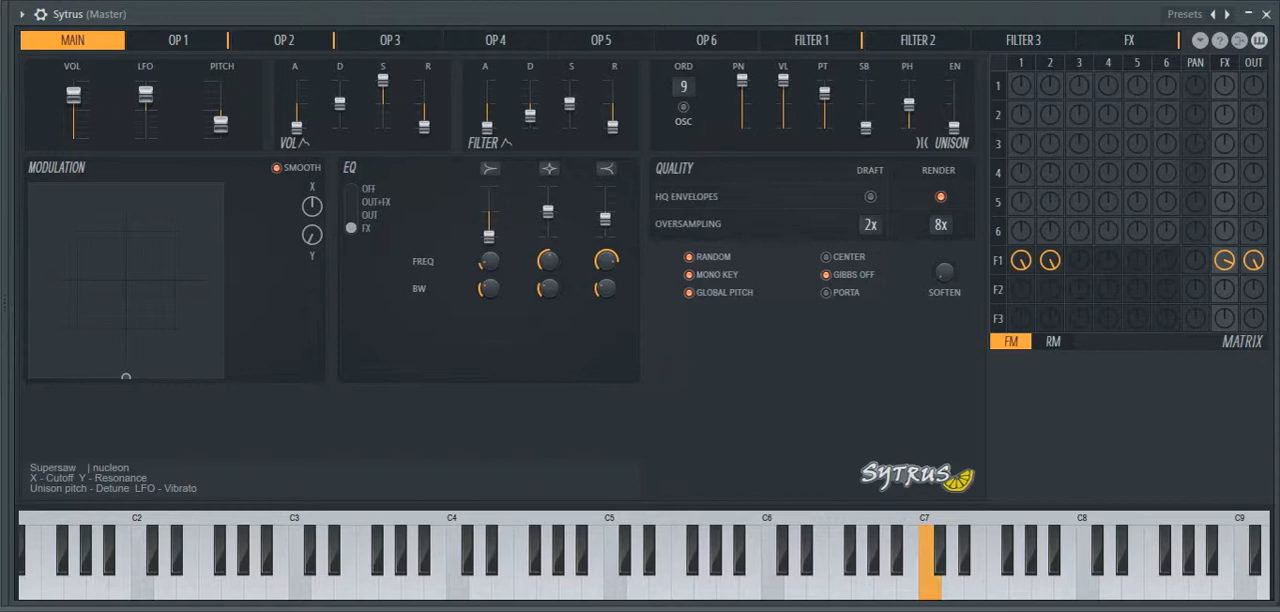 Sytrus (Master) Presets
MAIN OP 1 OP 2 OP 3 OP 4 OP 5 OP 6 FILTER 1 FILTER 2 FILTER 3 FX ?
VOL LFO PITCH A D S R A D S R ORD PN VL PT SB PH EN 1 2 3 4 5 6 PAN FX OUT
9
OSC
VOL FILTER UNISON
1
2
3
4
5
6
F1
F2
F3
MODULATION SMOOTH
X
Y
EQ
OFF
OUT+FX
OUT
FX
FREQ
BW
QUALITY DRAFT RENDER
HQ ENVELOPES
OVERSAMPLING 2x 8x
RANDOM CENTER
MONO KEY GIBBS OFF
GLOBAL PITCH PORTA SOFTEN
FM RM MATRIX
Supersaw | nucleon
X - Cutoff Y - Resonance
Unison pitch - Detune LFO - Vibrato
SYTRUS
C2 C3 C4 C5 C6 C7 C8 C9